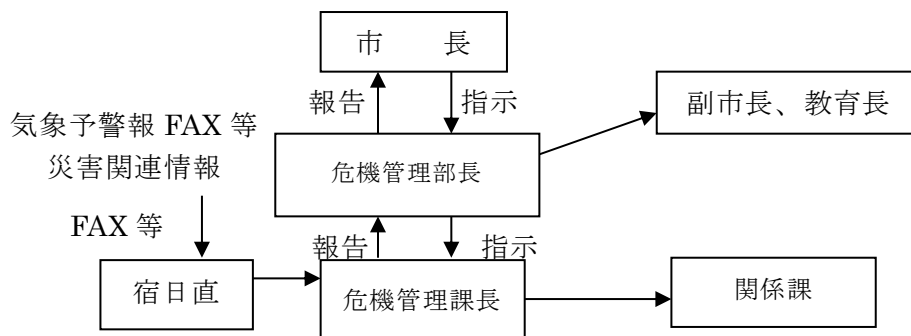 市　　長
報告
指示
副市長、教育長
気象予警報 FAX 等
災害関連情報
危機管理部長
FAX 等
報告
指示
宿日直
危機管理課長
関係課